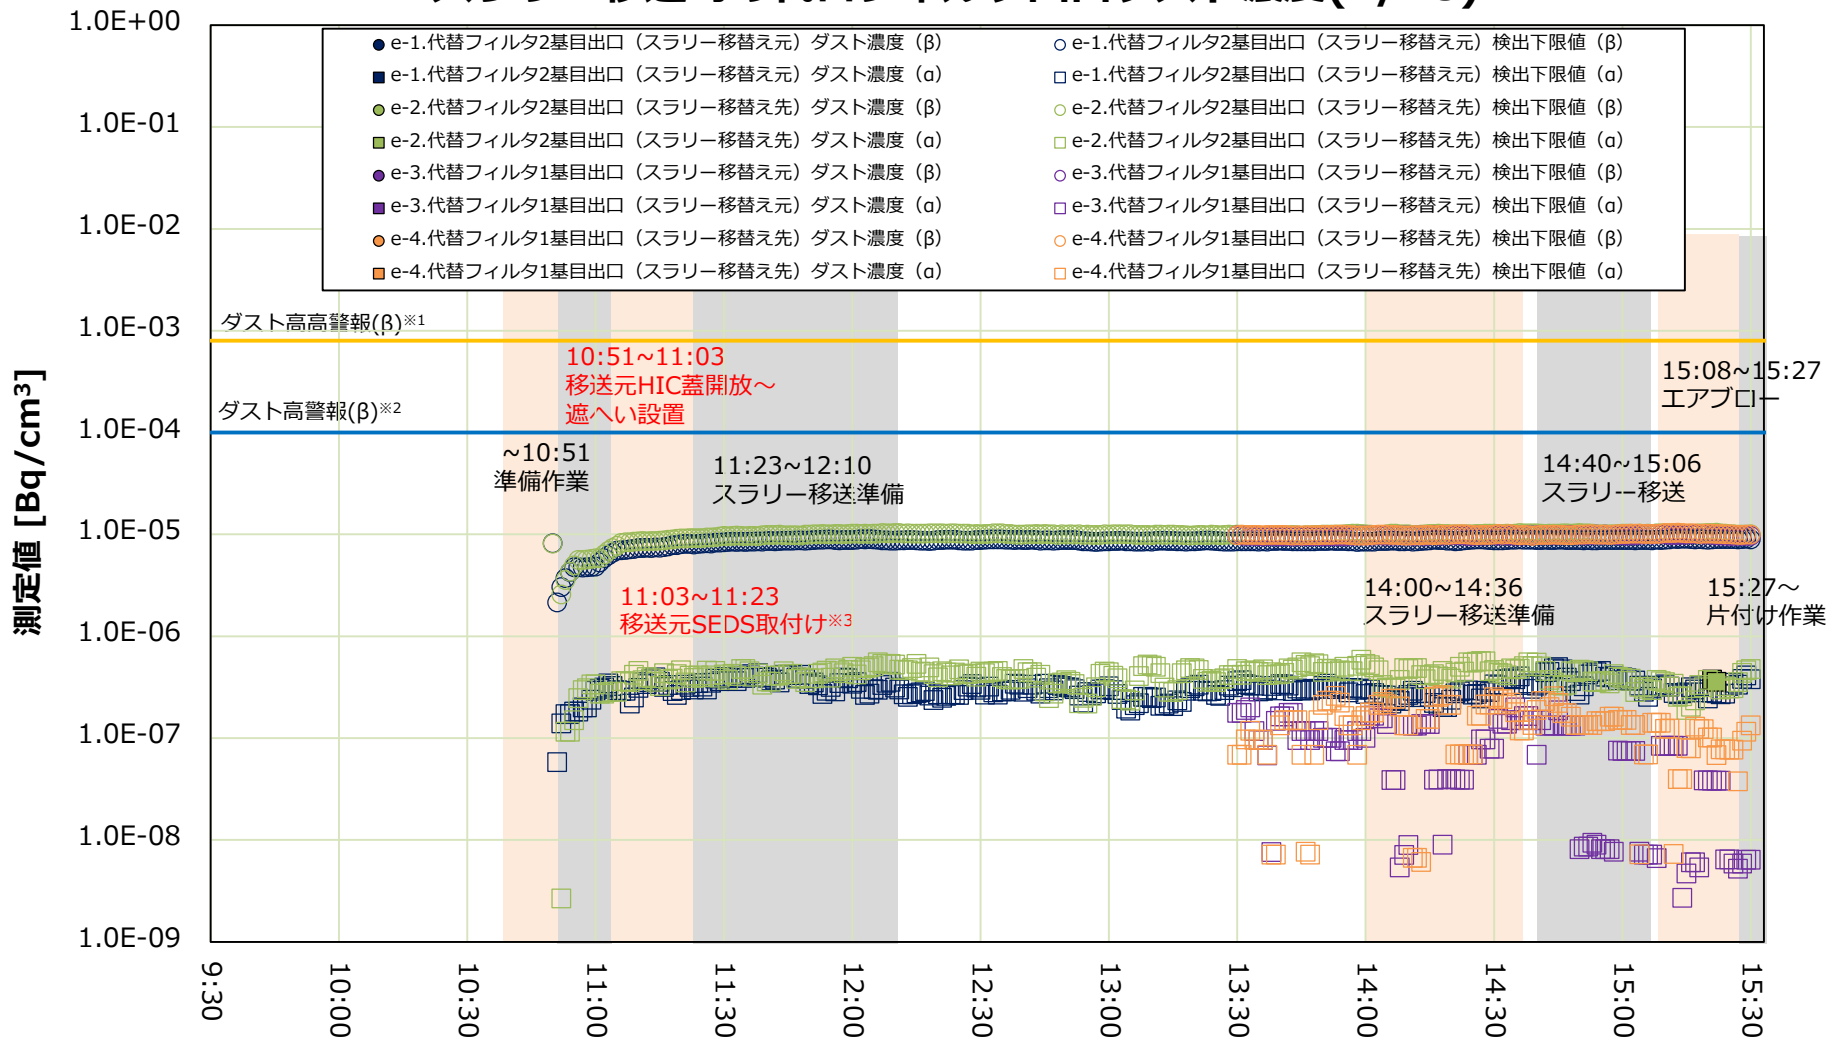 1.0E+00
1.0E-01
1.0E-02
1.0E-03
1.0E-04
1.0E-05
1.0E-06
1.0E-07
1.0E-08
1.0E-09
測定値 [Bq/cm³]
e-1.代替フィルタ2基目出口（スラリー移替え元）ダスト濃度（β）
e-1.代替フィルタ2基目出口（スラリー移替え元）検出下限値（β）
e-1.代替フィルタ2基目出口（スラリー移替え元）ダスト濃度（α）
e-1.代替フィルタ2基目出口（スラリー移替え元）検出下限値（α）
e-2.代替フィルタ2基目出口（スラリー移替え先）ダスト濃度（β）
e-2.代替フィルタ2基目出口（スラリー移替え先）検出下限値（β）
e-2.代替フィルタ2基目出口（スラリー移替え先）ダスト濃度（α）
e-2.代替フィルタ2基目出口（スラリー移替え先）検出下限値（α）
e-3.代替フィルタ1基目出口（スラリー移替え元）ダスト濃度（β）
e-3.代替フィルタ1基目出口（スラリー移替え元）検出下限値（β）
e-3.代替フィルタ1基目出口（スラリー移替え元）ダスト濃度（α）
e-3.代替フィルタ1基目出口（スラリー移替え元）検出下限値（α）
e-4.代替フィルタ1基目出口（スラリー移替え先）ダスト濃度（β）
e-4.代替フィルタ1基目出口（スラリー移替え先）検出下限値（β）
e-4.代替フィルタ1基目出口（スラリー移替え先）ダスト濃度（α）
e-4.代替フィルタ1基目出口（スラリー移替え先）検出下限値（α）
ダスト高高警報(β)※1
10:51~11:03
移送元HIC蓋開放～
遮へい設置
15:08~15:27
エアブロー
ダスト高警報(β)※2
~10:51
準備作業
11:23~12:10
スラリー移送準備
14:40~15:06
スラリー移送
11:03~11:23
移送元SEDS取付け※3
14:00~14:36
スラリー移送準備
15:27～
片付け作業
9:30
10:00
10:30
11:00
11:30
12:00
12:30
13:00
13:30
14:00
14:30
15:00
15:30